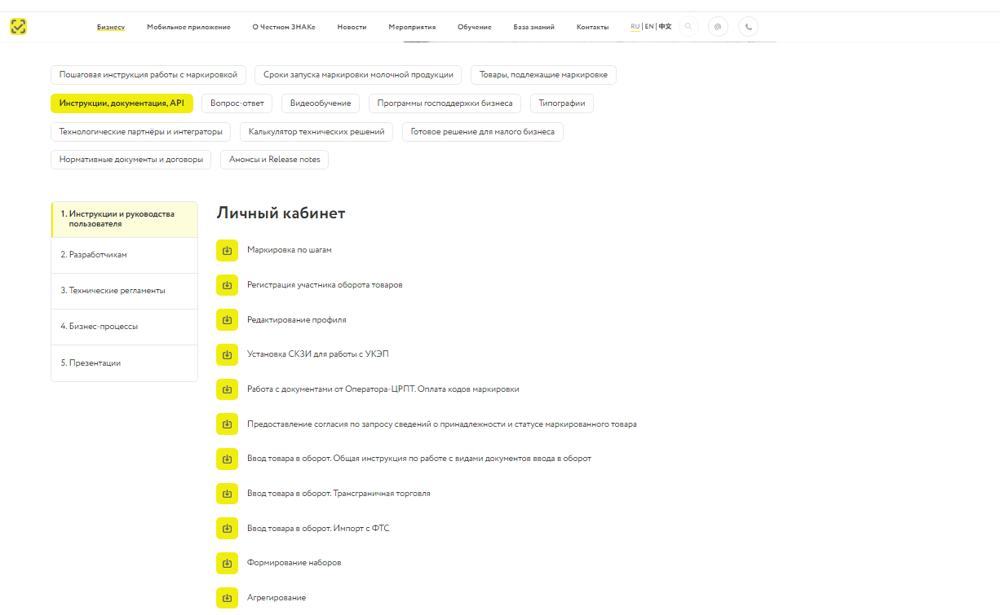 Бизнесу Мобильное приложение О Честном ЗНАКе Новости Мероприятия Обучение База знаний Контакты RU | EN | 中文
Пошаговая инструкция работы с маркировкой Сроки запуска маркировки молочной продукции Товары, подлежащие маркировке
Инструкции, документация, API Вопрос-ответ Видеообучение Программы господдержки бизнеса Типографии
Технологические партнёры и интеграторы Калькулятор технических решений Готовое решение для малого бизнеса
Нормативные документы и договоры Анонсы и Release notes
1. Инструкции и руководства
пользователя
2. Разработчикам
3. Технические регламенты
4. Бизнес-процессы
5. Презентации
Личный кабинет
Маркировка по шагам
Регистрация участника оборота товаров
Редактирование профиля
Установка СКЗИ для работы с УКЭП
Работа с документами от Оператора-ЦРПТ. Оплата кодов маркировки
Предоставление согласия по запросу сведений о принадлежности и статусе маркированного товара
Ввод товара в оборот. Общая инструкция по работе с видами документов ввода в оборот
Ввод товара в оборот. Трансграничная торговля
Ввод товара в оборот. Импорт с ФТС
Формирование наборов
Агрегирование